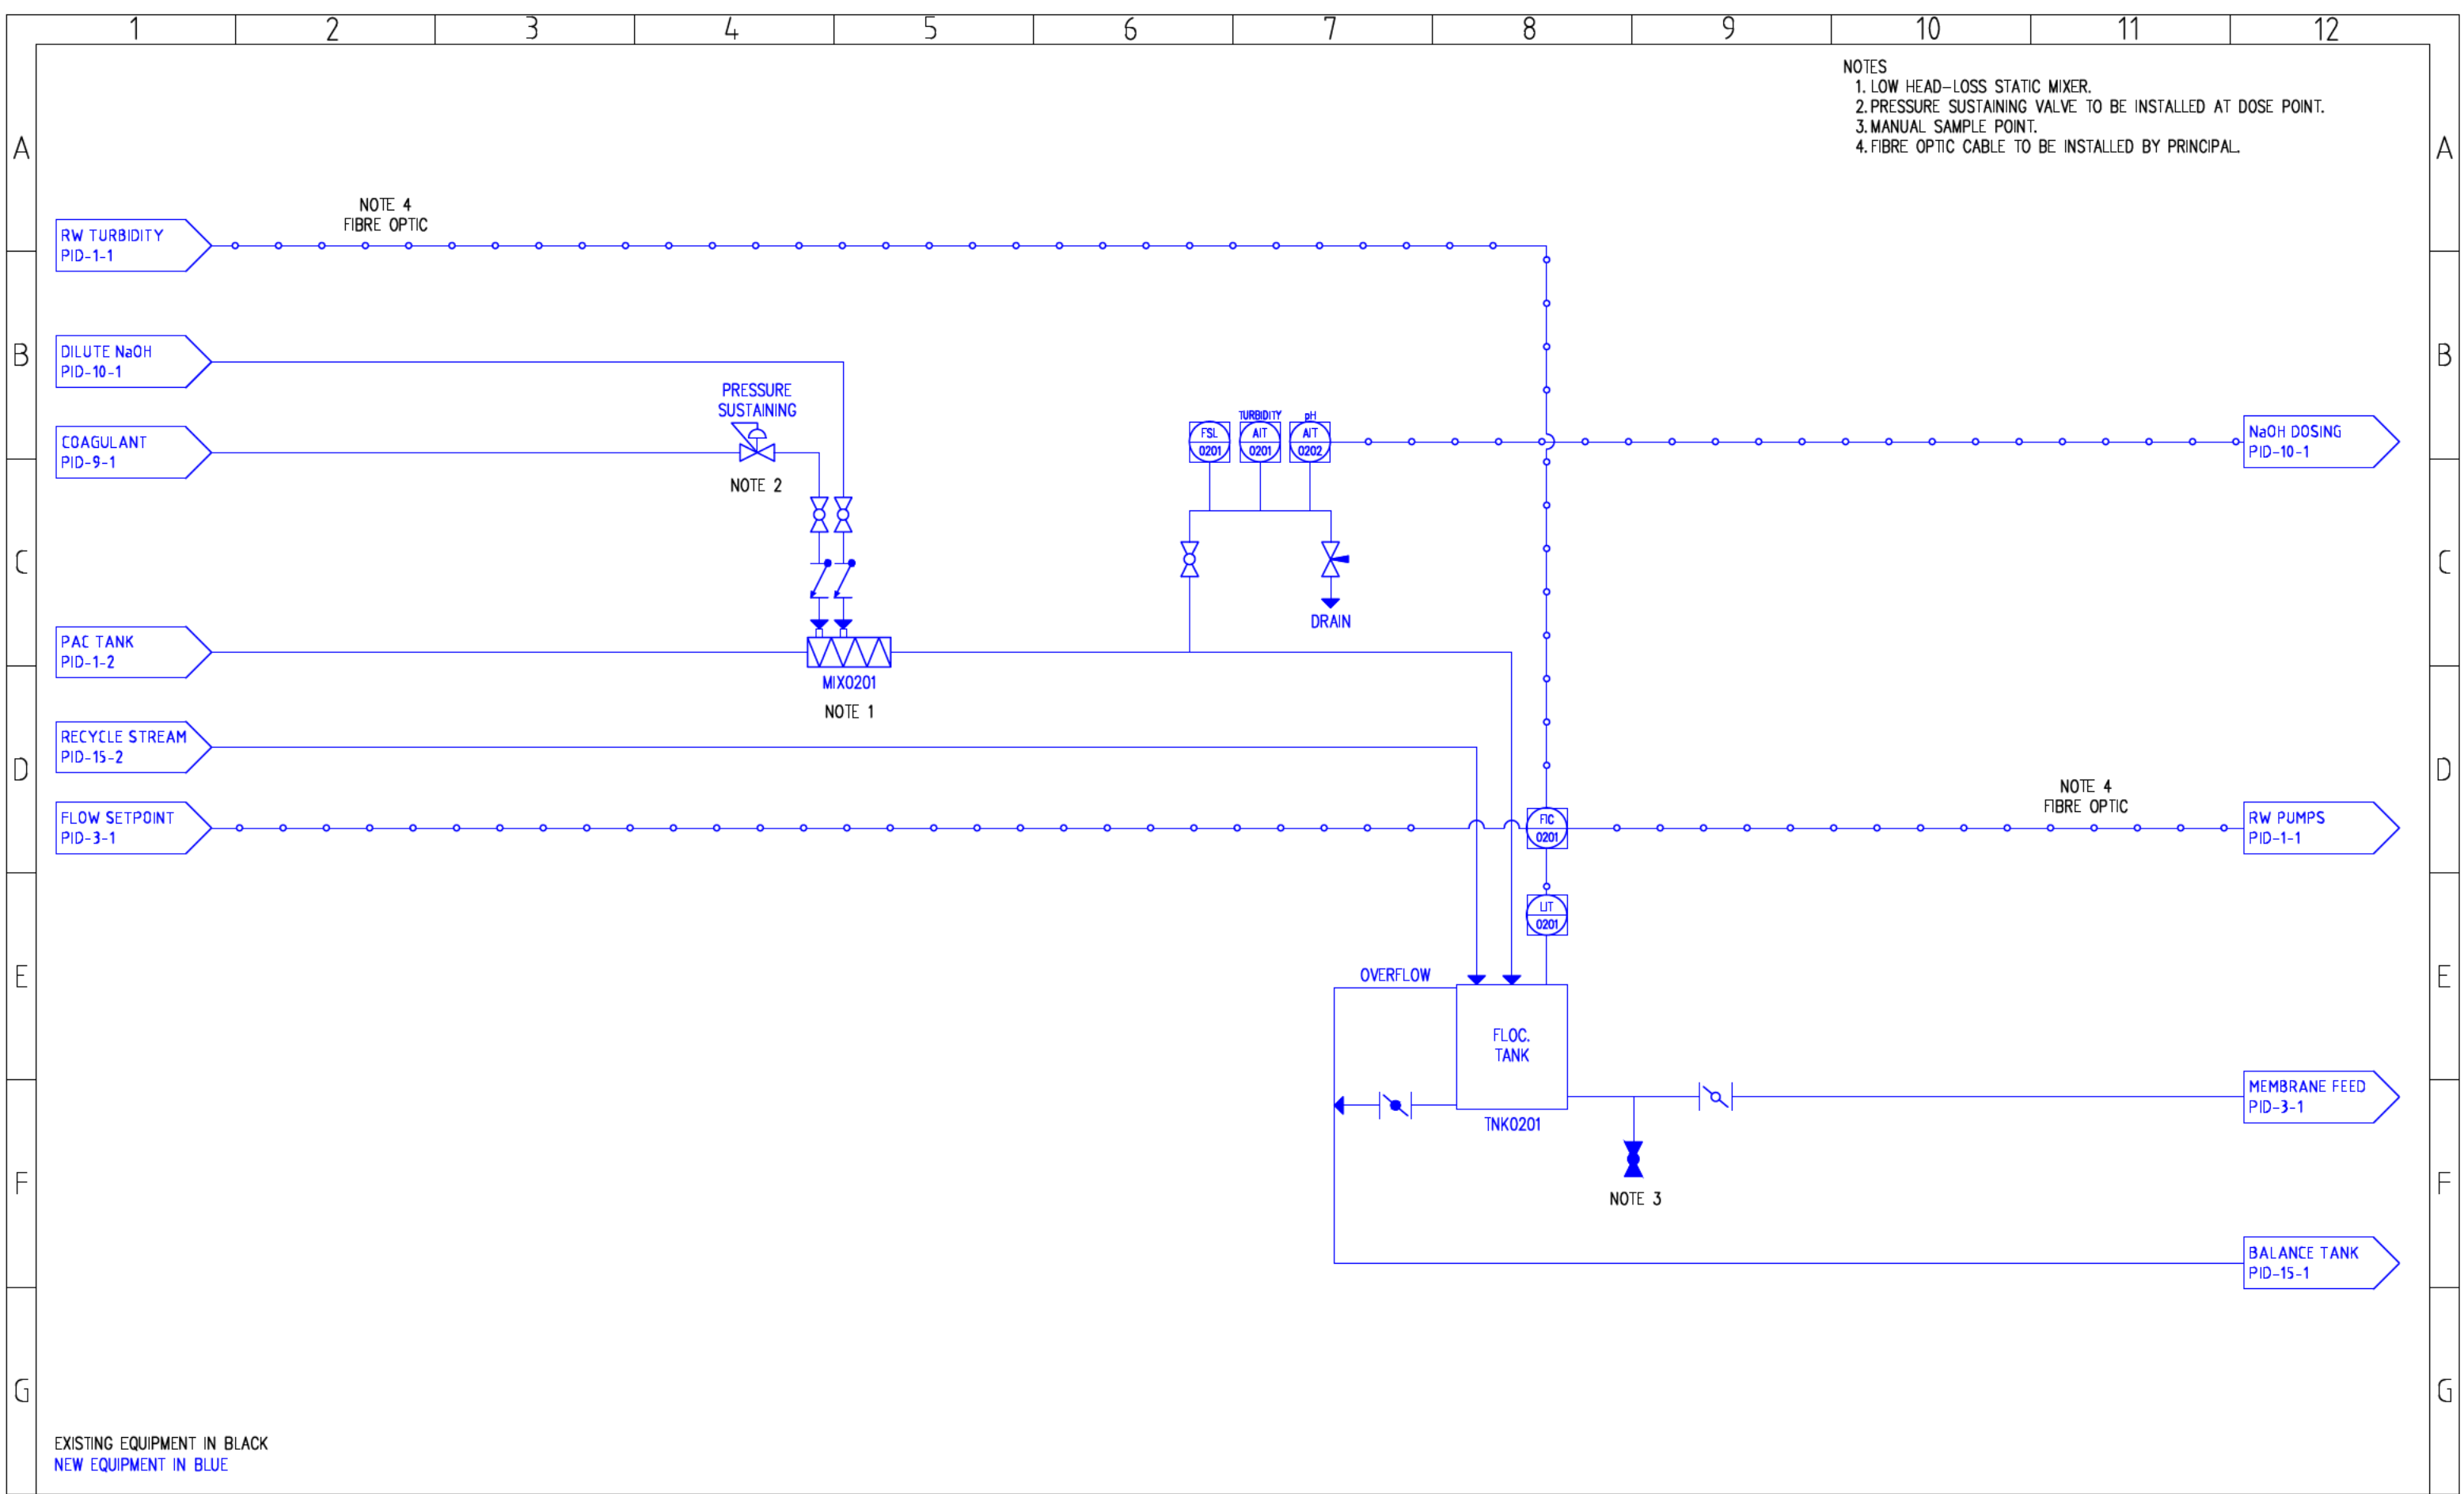 1 2 3 4 5 6 7 8 9 10 11 12
NOTES
1. LOW HEAD-LOSS STATIC MIXER.
2. PRESSURE SUSTAINING VALVE TO BE INSTALLED AT DOSE POINT.
3. MANUAL SAMPLE POINT.
4. FIBRE OPTIC CABLE TO BE INSTALLED BY PRINCIPAL.
A A
NOTE 4
FIBRE OPTIC
RW TURBIDITY
PID-1-1
B B
DILUTE NaOH
PID-10-1
PRESSURE
SUSTAINING
COAGULANT
PID-9-1
NOTE 2
FSL
0201
TURBIDITY
AIT
0201
pH
AIT
0202
NaOH DOSING
PID-10-1
C C
DRAIN
PAC TANK
PID-1-2
MIX0201
NOTE 1
RECYCLE STREAM
PID-15-2
D D
NOTE 4
FIBRE OPTIC
FLOW SETPOINT
PID-3-1
FIC
0201
RW PUMPS
PID-1-1
LIT
0201
E E
OVERFLOW
FLOC.
TANK
TNK0201
MEMBRANE FEED
PID-3-1
F F
NOTE 3
BALANCE TANK
PID-15-1
G G
EXISTING EQUIPMENT IN BLACK
NEW EQUIPMENT IN BLUE